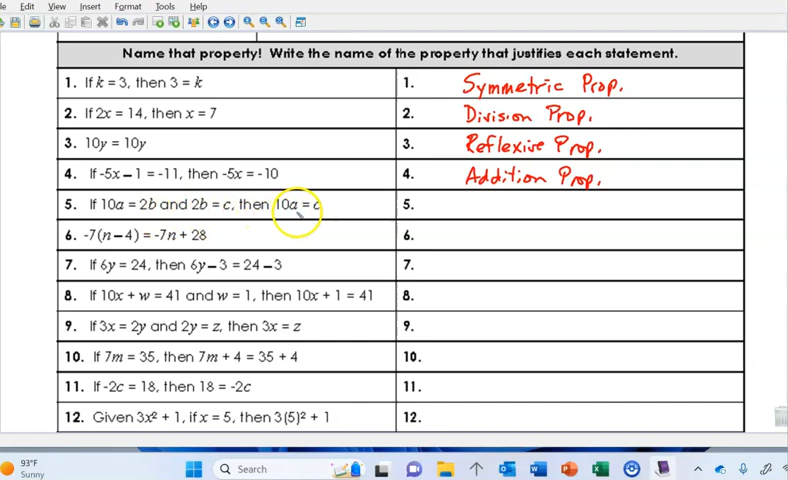 le Edit View Insert Format Tools Help
Name that property! Write the name of the property that justifies each statement.
1. If k = 3, then 3 = k 1. Symmetric Prop.
2. If 2x = 14, then x = 7 2. Division Prop.
3. 10y = 10y 3. Reflexive Prop.
4. If -5x – 1 = -11, then -5x = -10 4. Addition Prop.
5. If 10a = 2b and 2b = c, then 10a = c 5.
6. -7(n – 4) = -7n + 28 6.
7. If 6y = 24, then 6y – 3 = 24 – 3 7.
8. If 10x + w = 41 and w = 1, then 10x + 1 = 41 8.
9. If 3x = 2y and 2y = z, then 3x = z 9.
10. If 7m = 35, then 7m + 4 = 35 + 4 10.
11. If -2c = 18, then 18 = -2c 11.
12. Given 3x² + 1, if x = 5, then 3(5)² + 1 12.
93°F
Sunny
Search